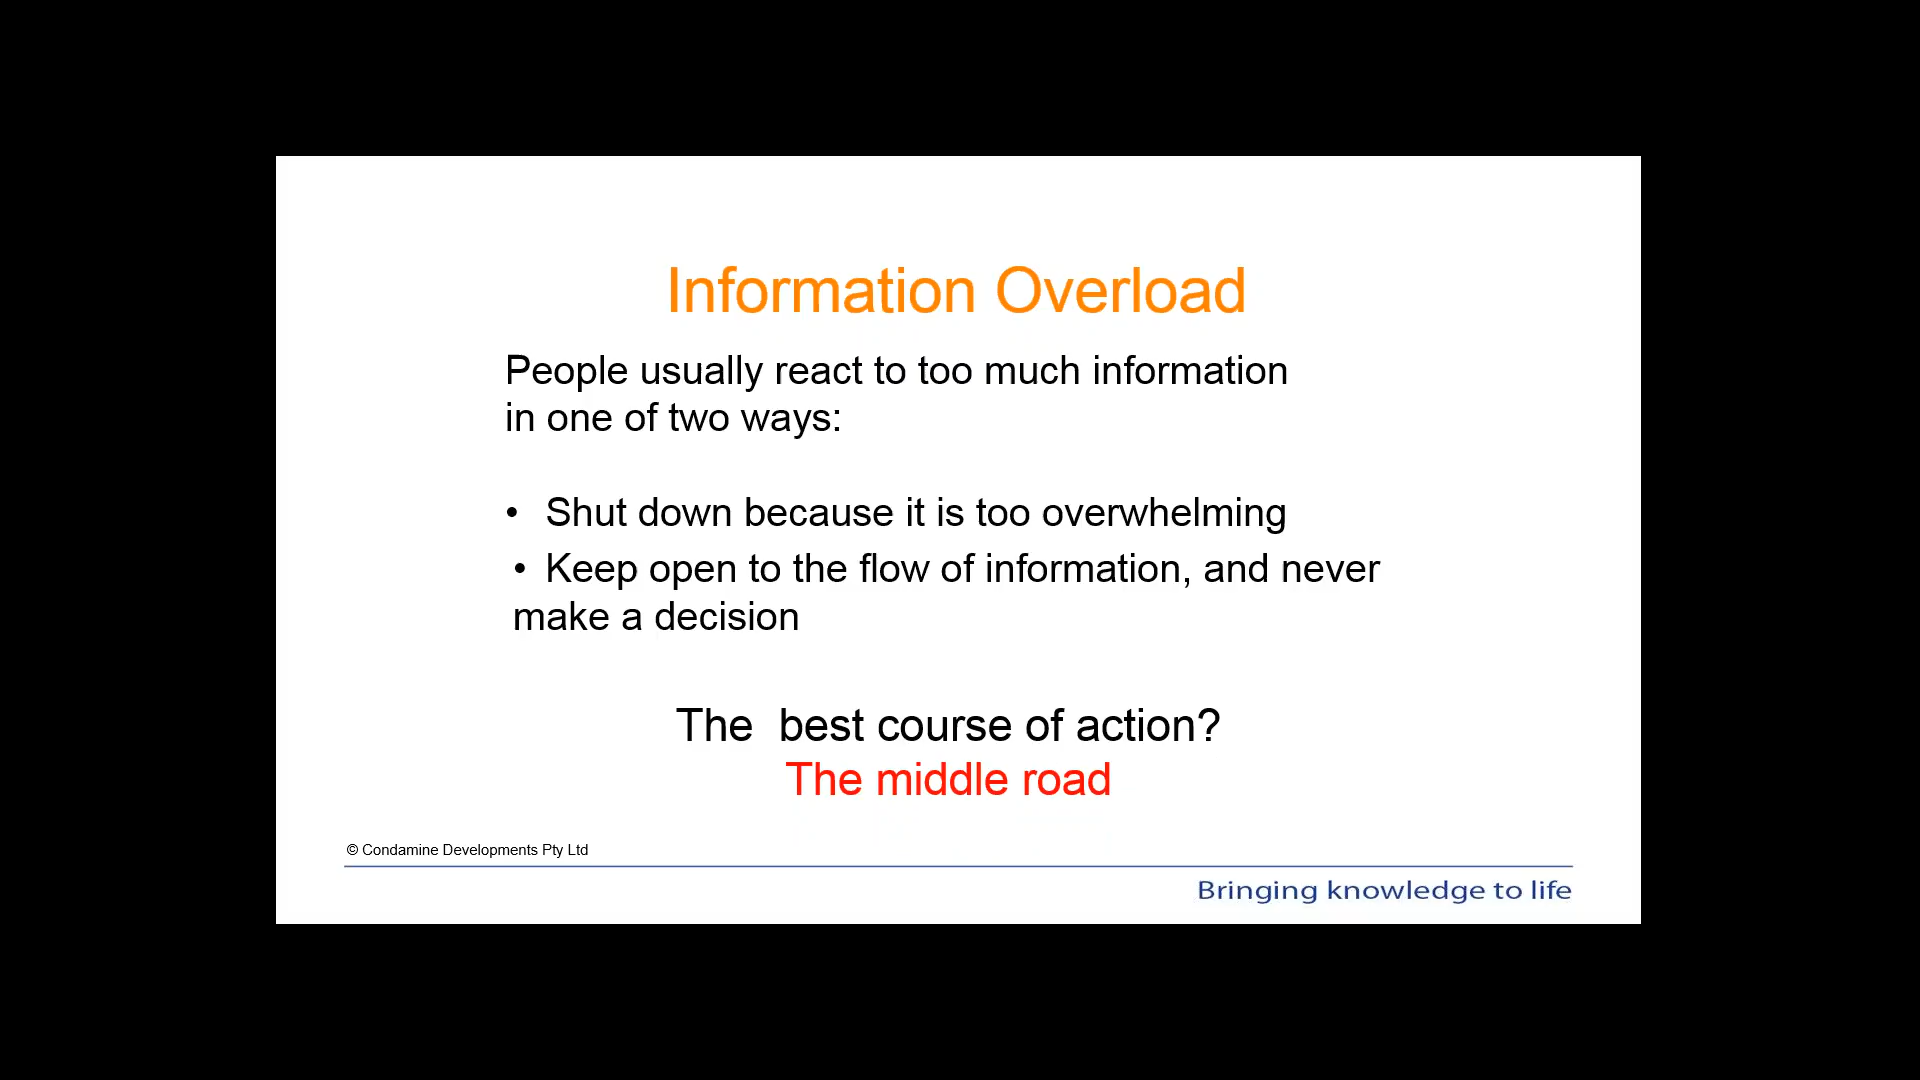 Information Overload
People usually react to too much information
in one of two ways:
• Shut down because it is too overwhelming
• Keep open to the flow of information, and never
make a decision
The  best course of action?
The middle road
© Condamine Developments Pty Ltd
Bringing knowledge to life